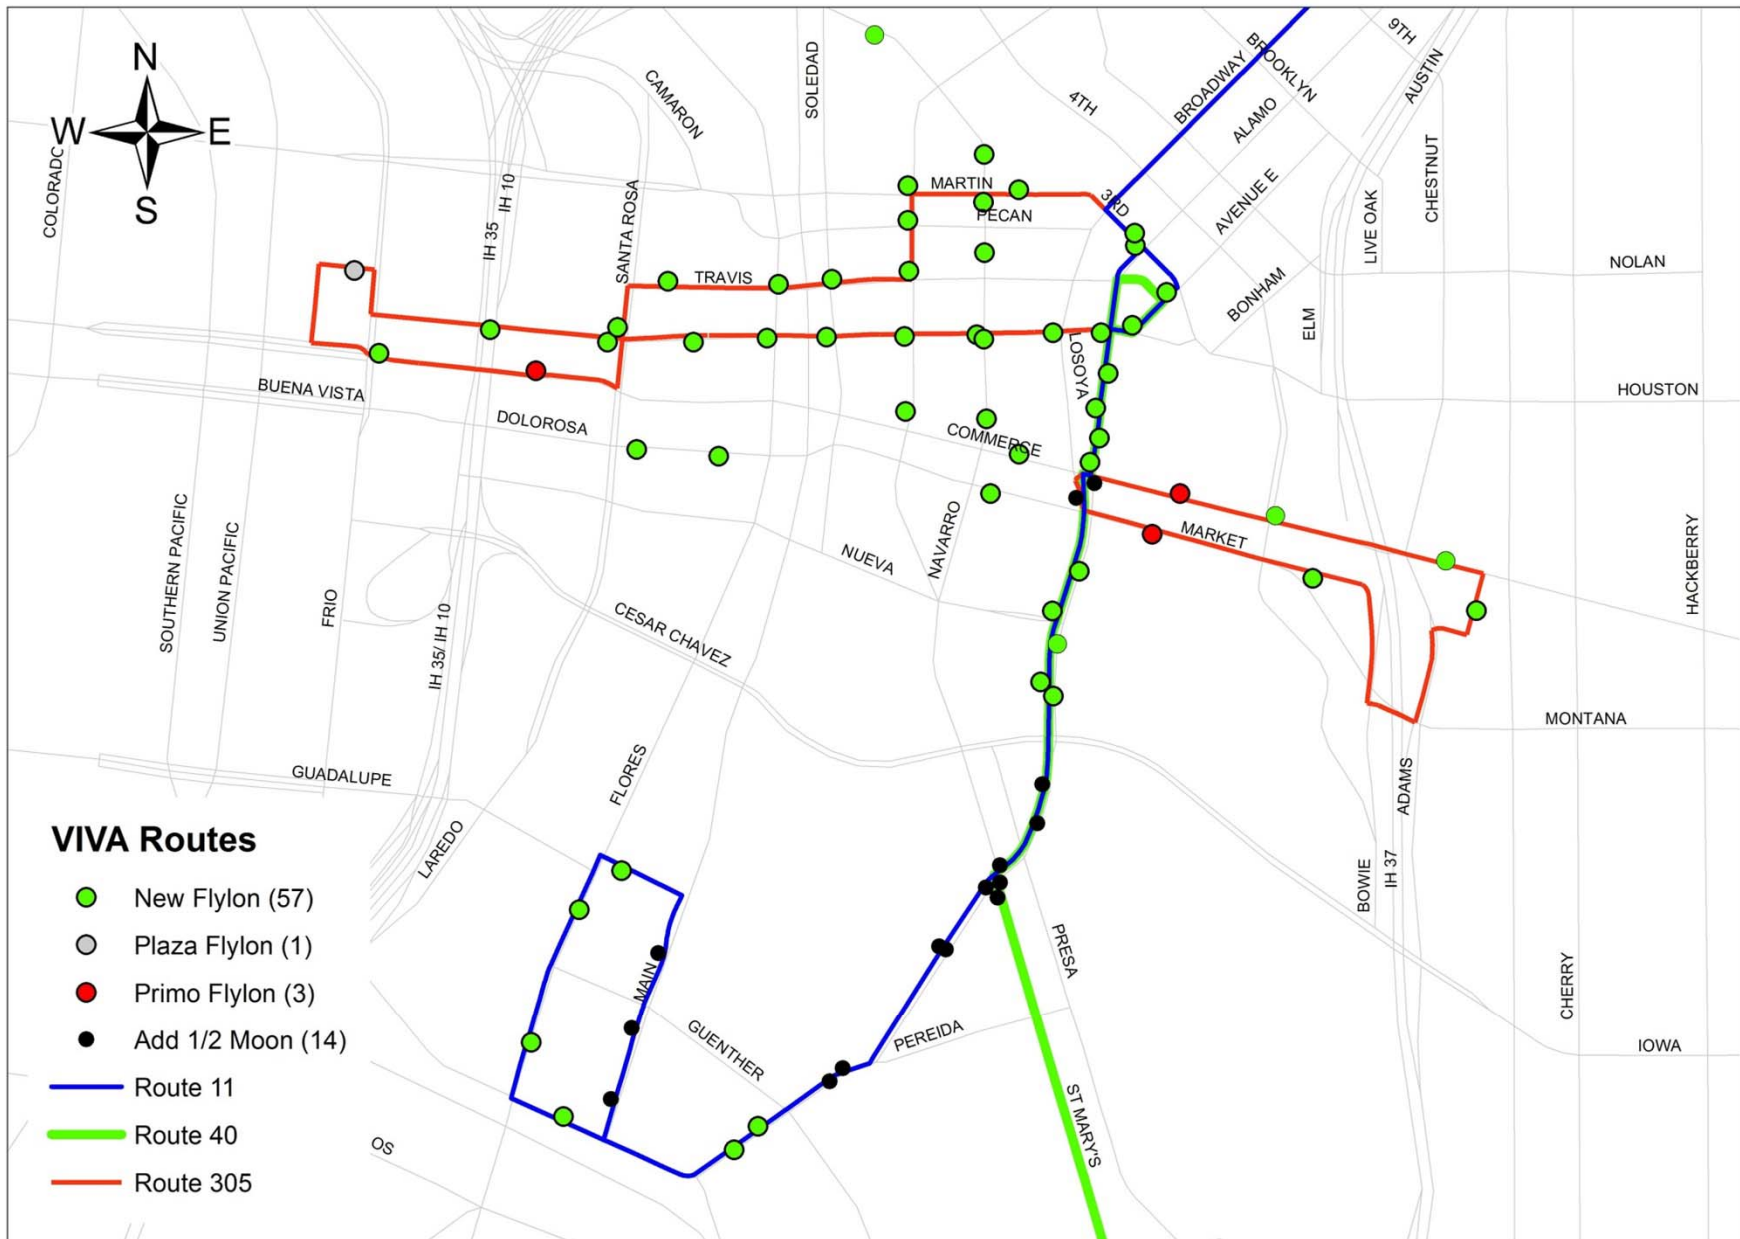 9TH
BROOKLYN
N
SOLEDAD
CAMARON
BROADWAY
AUSTIN
4TH
ALAMO
W
E
COLORADO
IH 10
SANTA ROSA
MARTIN
3RD
AVENUE E
CHESTNUT
LIVE OAK
S
PECAN
IH 35
TRAVIS
NOLAN
BONHAM
ELM
LOSOYA
BUENA VISTA
HOUSTON
DOLOROSA
COMMERCE
MARKET
SOUTHERN PACIFIC
UNION PACIFIC
NAVARRO
NUEVA
HACKBERRY
FRIO
IH 35/ IH 10
CESAR CHAVEZ
MONTANA
GUADALUPE
FLORES
ADAMS
VIVA Routes
LAREDO
IH 37
BOWIE
New Flylon (57)
Plaza Flylon (1)
PRESA
Primo Flylon (3)
MAIN
CHERRY
Add 1/2 Moon (14)
GUENTHER
PEREIDA
IOWA
Route 11
Route 40
ST MARY'S
OS
Route 305